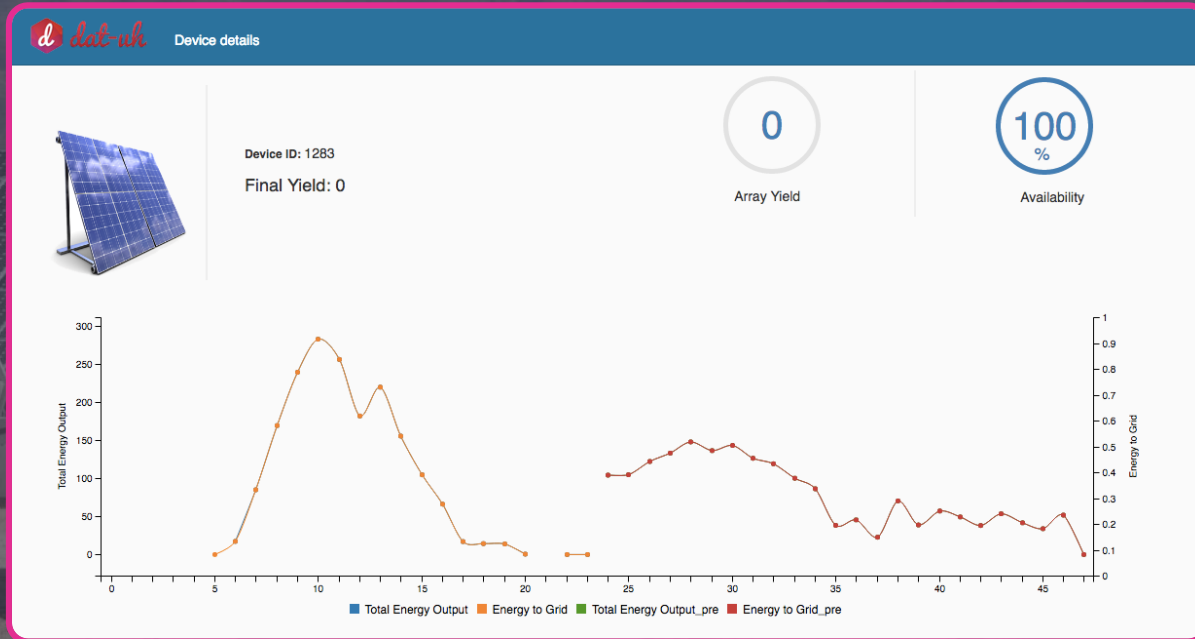 d dat-uk
Device details
Device ID: 1283
Final Yield: 0
0
Array Yield
100
%
Availability
Total Energy Output
300
250
200
150
100
50
0
1
0.9
0.8
0.7
0.6
0.5
0.4
0.3
0.2
0.1
0
Energy to Grid
0 5 10 15 20 25 30 35 40 45
Total Energy Output Energy to Grid Total Energy Output_pre Energy to Grid_pre